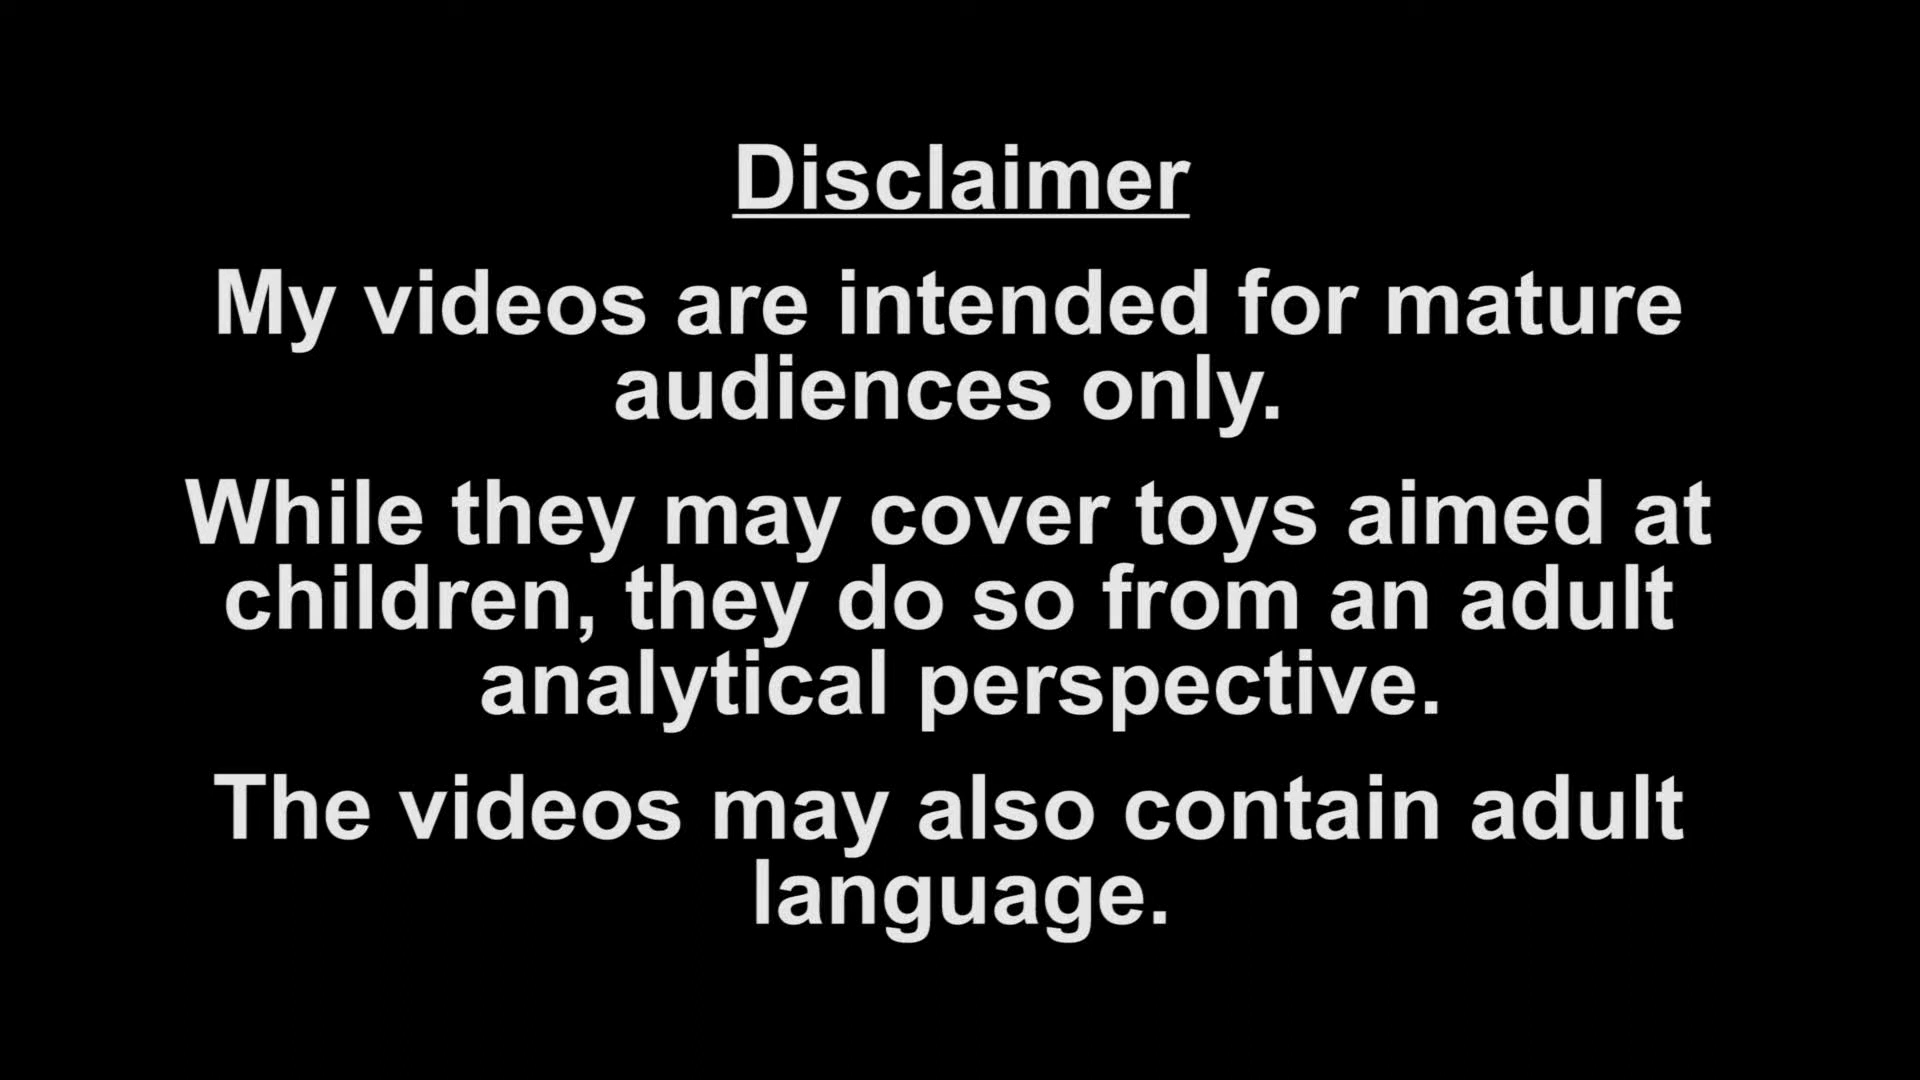 Disclaimer
My videos are intended for mature
audiences only.
While they may cover toys aimed at
children, they do so from an adult
analytical perspective.
The videos may also contain adult
language.